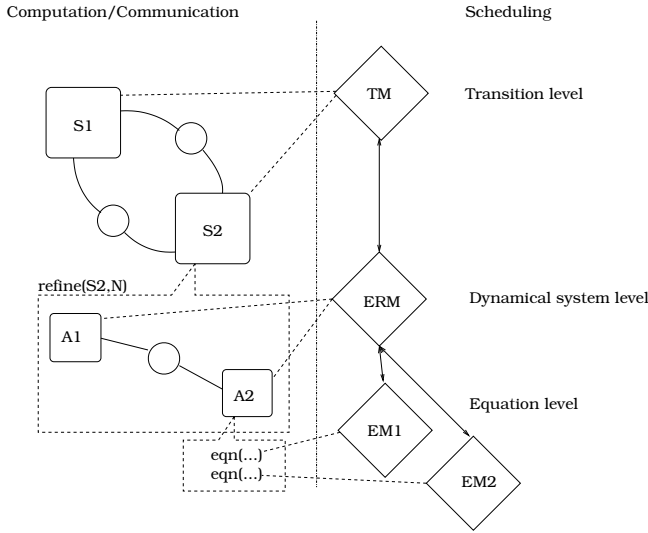 Computation/Communication
Scheduling
TM
Transition level
S1
S2
refine(S2,N)
ERM
Dynamical system level
A1
A2
Equation level
EM1
eqn(...)
eqn(...)
EM2